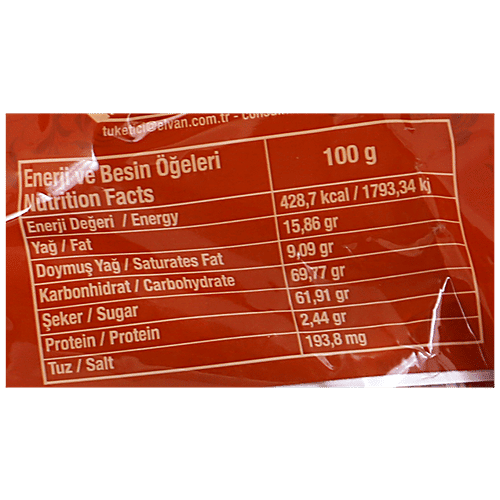 tuketici@elvan.com.tr -
Enerji ve Besin Öğeleri
Nutrition Facts
100 g
Enerji Değeri / Energy 428,7 kcal / 1793,34 kj
Yağ / Fat 15,86 gr
Doymuş Yağ / Saturates Fat 9,09 gr
Karbonhidrat / Carbohydrate 69,77 gr
Şeker / Sugar 61,91 gr
Protein / Protein 2,44 gr
Tuz / Salt 193,8 mg